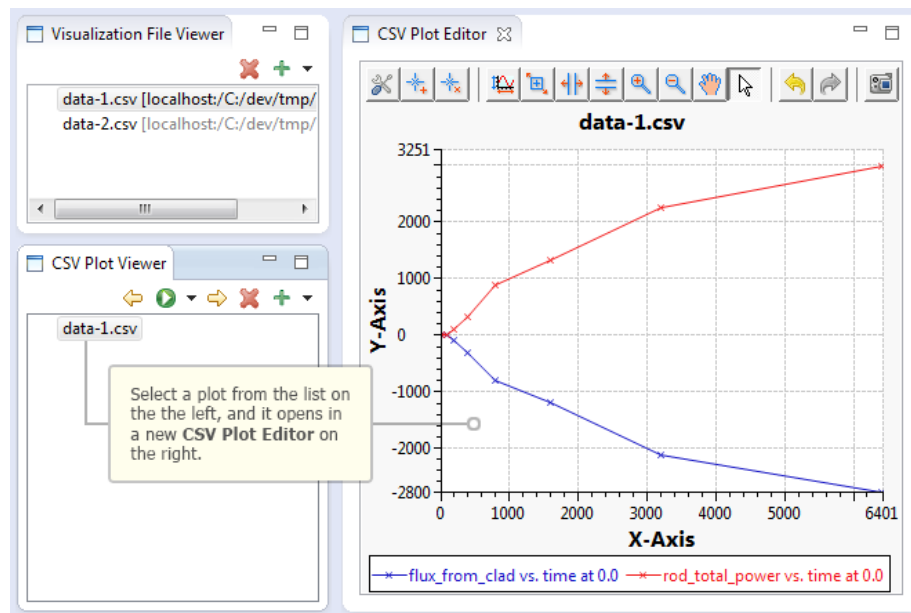 Visualization File Viewer
data-1.csv [localhost:/C:/dev/tmp/
data-2.csv [localhost:/C:/dev/tmp/
CSV Plot Viewer
data-1.csv
Select a plot from the list on
the the left, and it opens in
a new CSV Plot Editor on
the right.
CSV Plot Editor
data-1.csv
3251
2000
1000
0
-1000
-2000
-2800
Y-Axis
0 1000 2000 3000 4000 5000 6401
X-Axis
flux_from_clad vs. time at 0.0 rod_total_power vs. time at 0.0